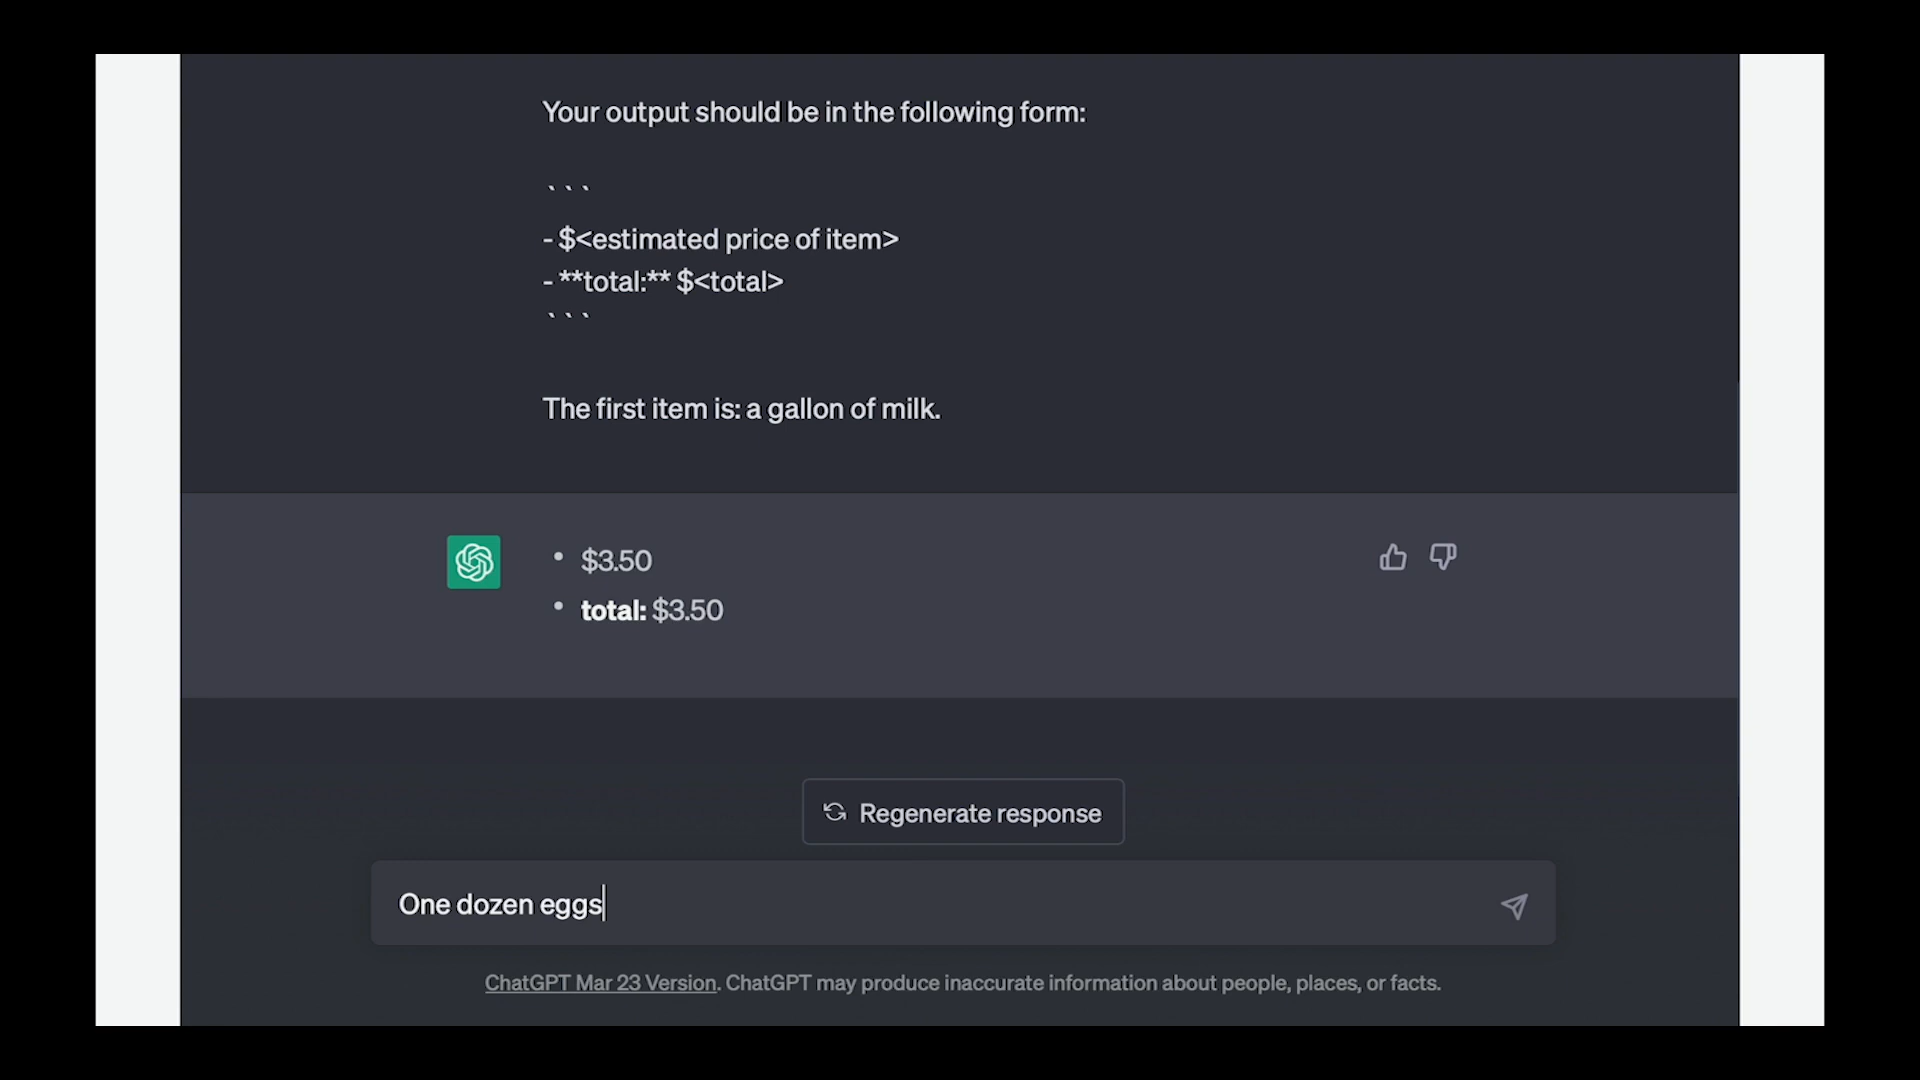 Your output should be in the following form:
```
- $<estimated price of item>
- **total:** $<total>
```
The first item is: a gallon of milk.
• $3.50
• total: $3.50
Regenerate response
One dozen eggs
ChatGPT Mar 23 Version. ChatGPT may produce inaccurate information about people, places, or facts.